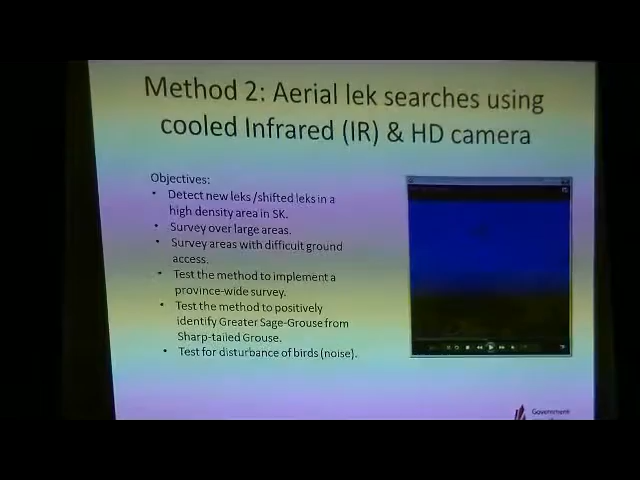 Method 2: Aerial lek searches using
cooled Infrared (IR) & HD camera
Objectives:
• Detect new leks /shifted leks in a
high density area in SK.
• Survey over large areas.
• Survey areas with difficult ground
access.
• Test the method to implement a
province-wide survey.
• Test the method to positively
identify Greater Sage-Grouse from
Sharp-tailed Grouse.
• Test for disturbance of birds (noise).
Government